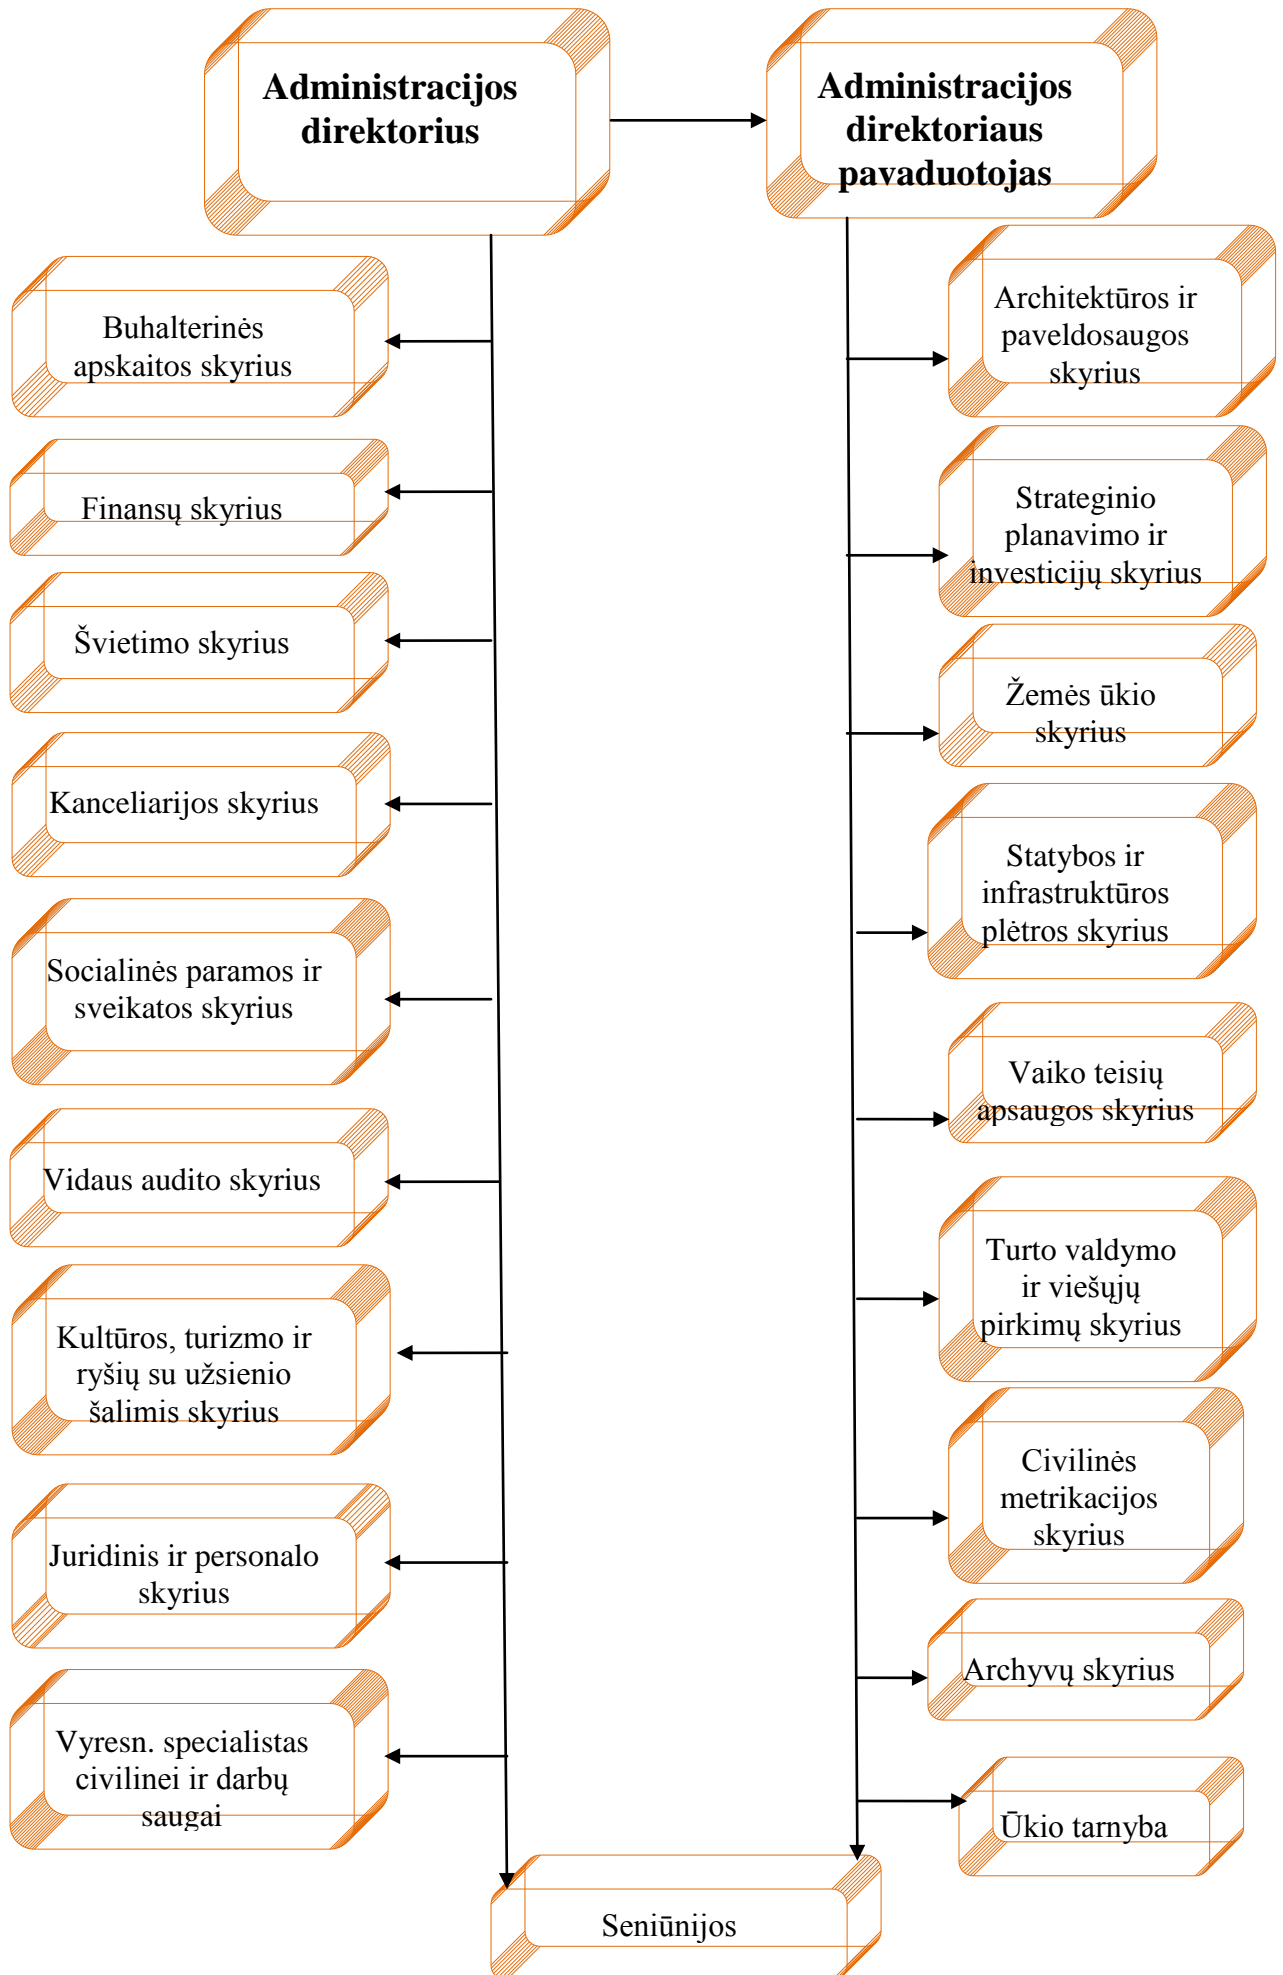 Administracijos
direktorius
Administracijos
direktoriaus
pavaduotojas
Buhalterinės
apskaitos skyrius
Finansų skyrius
Švietimo skyrius
Kanceliarijos skyrius
Socialinės paramos ir
sveikatos skyrius
Vidaus audito skyrius
Kultūros, turizmo ir
ryšių su užsienio
šalimis skyrius
Juridinis ir personalo
skyrius
Vyresn. specialistas
civilinei ir darbų
saugai
Architektūros ir
paveldosaugos
skyrius
Strateginio
planavimo ir
investicijų skyrius
Žemės ūkio
skyrius
Statybos ir
infrastruktūros
plėtros skyrius
Vaiko teisių
apsaugos skyrius
Turto valdymo
ir viešųjų
pirkimų skyrius
Civilinės
metrikacijos
skyrius
Archyvų skyrius
Ūkio tarnyba
Seniūnijos